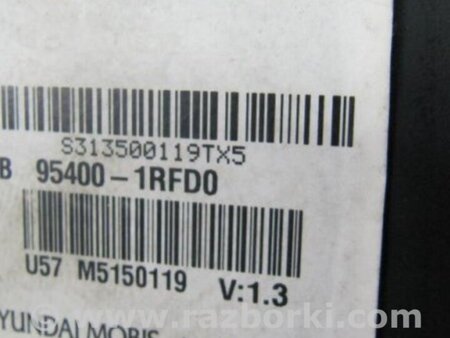 S313500119TX5
B 95400-1RFD0
U57 M5150119 V:1.3
YUNDAI MOBIS
www.razborki.com